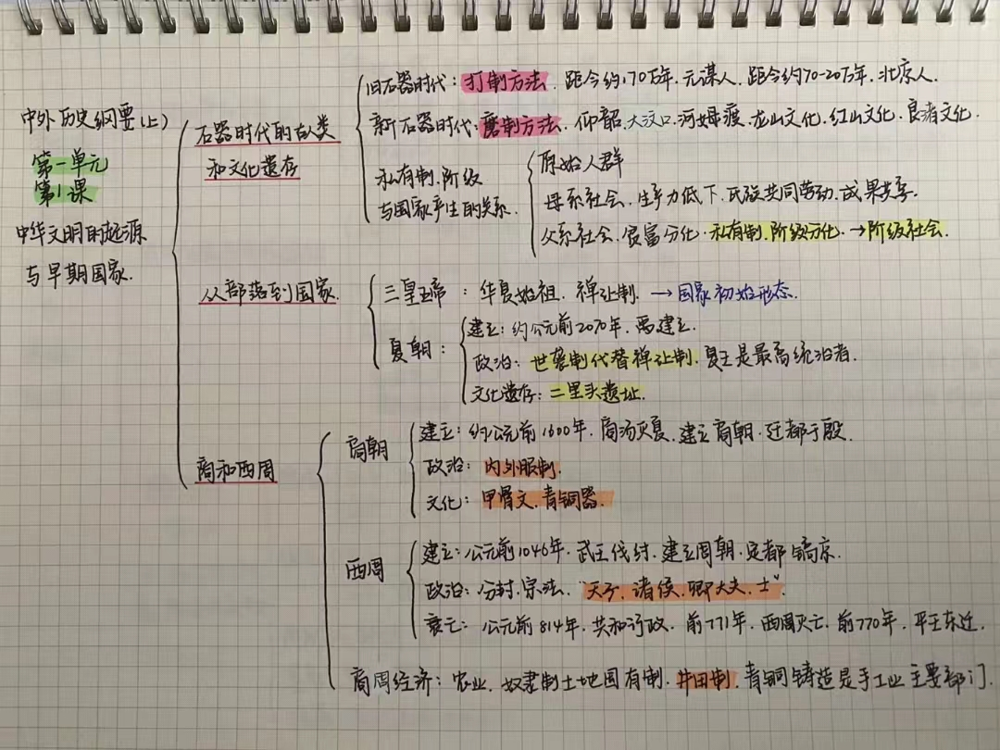 中外历史纲要(上)
第一单元
第1课
中华文明的起源
与早期国家.
石器时代的古人类
和文化遗存
旧石器时代：打制方法.距今约170万年.元谋人.距今约70-20万年.北京人.
新石器时代：磨制方法.仰韶.大汶口.河姆渡.龙山文化.红山文化.良渚文化.
私有制.阶级
与国家产生的关系.
原始人群
母系社会.生产力低下.氏族共同劳动.成果共享.
父系社会.贫富分化.私有制.阶级分化.→阶级社会.
从部落到国家.
三皇五帝：华夏始祖.禅让制.→国家初始形态.
夏朝：
建立：约公元前2070年.禹建立.
政治：世袭制代替禅让制.夏王是最高统治者.
文化遗存：二里头遗址.
商和西周
商朝
建立：约公元前1600年.商汤灭夏.建立商朝.迁都于殷.
政治：内外服制.
文化：甲骨文.青铜器.
西周
建立：公元前1046年.武王伐纣.建立周朝.定都镐京.
政治：分封.宗法."天子.诸侯.卿大夫.士".
衰亡：公元前814年.共和行政.前771年.西周灭亡.前770年.平王东迁.
商周经济：农业.奴隶制土地国有制.井田制.青铜铸造是手工业主要部门.